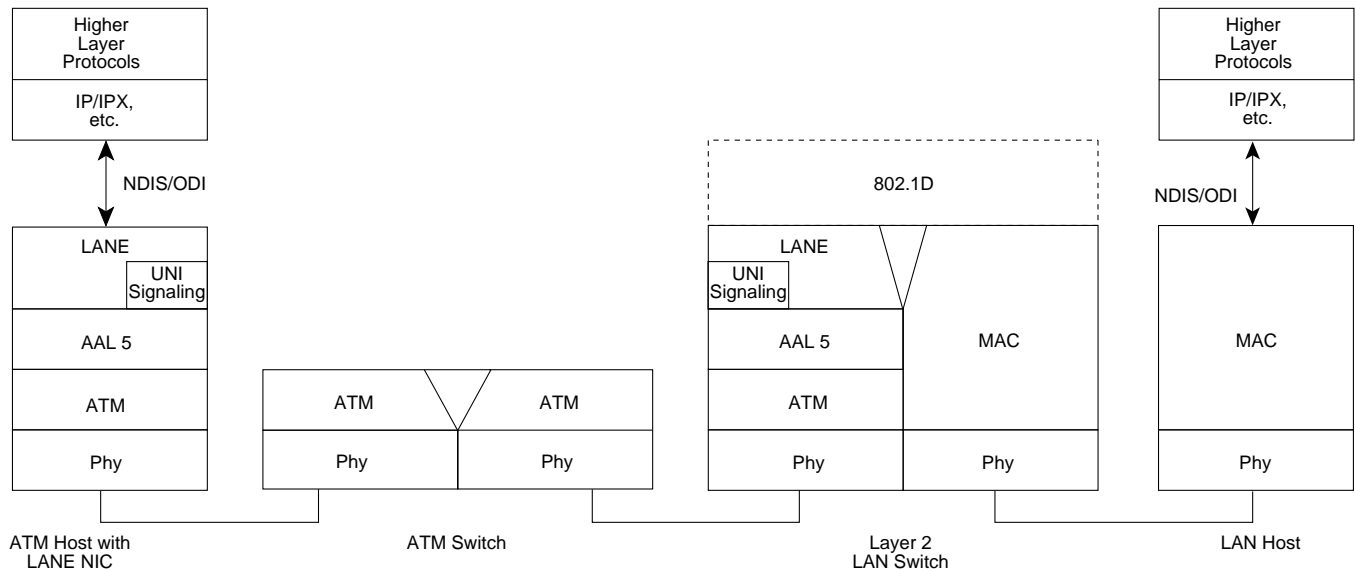 Higher
Layer
Protocols
IP/IPX,
etc.
NDIS/ODI
LANE
UNI
Signaling
AAL 5
ATM
Phy
ATM Host with
LANE NIC
ATM
ATM
Phy
Phy
ATM Switch
802.1D
LANE
UNI
Signaling
AAL 5
ATM
Phy
MAC
Phy
Layer 2
LAN Switch
Higher
Layer
Protocols
IP/IPX,
etc.
NDIS/ODI
MAC
Phy
LAN Host